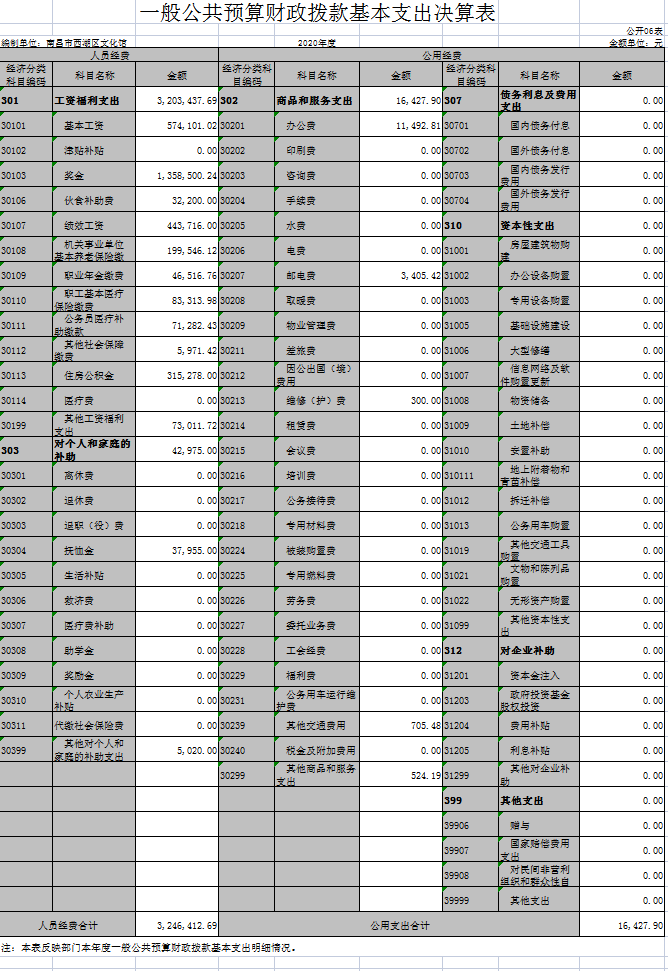 一般公共预算财政拨款基本支出决算表
公开06表
编制单位：南昌市西湖区文化馆 2020年度 金额单位：元
人员经费 公用经费
经济分类科目编码 科目名称 金额 经济分类科目编码 科目名称 金额 经济分类科目编码 科目名称 金额
301 工资福利支出 3,203,437.69 302 商品和服务支出 16,427.90 307 债务利息及费用支出 0.00
30101 基本工资 574,101.02 30201 办公费 11,492.81 30701 国内债务付息 0.00
30102 津贴补贴 0.00 30202 印刷费 0.00 30702 国外债务付息 0.00
30103 奖金 1,358,500.24 30203 咨询费 0.00 30703 国内债务发行费用 0.00
30106 伙食补助费 32,200.00 30204 手续费 0.00 30704 国外债务发行费用 0.00
30107 绩效工资 443,716.00 30205 水费 0.00 310 资本性支出 0.00
30108 机关事业单位基本养老保险缴 199,546.12 30206 电费 0.00 31001 房屋建筑物购建 0.00
30109 职业年金缴费 46,516.76 30207 邮电费 3,405.42 31002 办公设备购置 0.00
30110 职工基本医疗保险缴费 83,313.98 30208 取暖费 0.00 31003 专用设备购置 0.00
30111 公务员医疗补助缴款 71,282.43 30209 物业管理费 0.00 31005 基础设施建设 0.00
30112 其他社会保障缴费 5,971.42 30211 差旅费 0.00 31006 大型修缮 0.00
30113 住房公积金 315,278.00 30212 因公出国（境）费用 0.00 31007 信息网络及软件购置更新 0.00
30114 医疗费 0.00 30213 维修（护）费 300.00 31008 物资储备 0.00
30199 其他工资福利支出 73,011.72 30214 租赁费 0.00 31009 土地补偿 0.00
303 对个人和家庭的补助 42,975.00 30215 会议费 0.00 31010 安置补助 0.00
30301 离休费 0.00 30216 培训费 0.00 310111 地上附着物和青苗补偿 0.00
30302 退休费 0.00 30217 公务接待费 0.00 31012 拆迁补偿 0.00
30303 退职（役）费 0.00 30218 专用材料费 0.00 31013 公务用车购置 0.00
30304 抚恤金 37,955.00 30224 被装购置费 0.00 31019 其他交通工具购置 0.00
30305 生活补贴 0.00 30225 专用燃料费 0.00 31021 文物和陈列品购置 0.00
30306 救济费 0.00 30226 劳务费 0.00 31022 无形资产购置 0.00
30307 医疗费补助 0.00 30227 委托业务费 0.00 31099 其他资本性支出 0.00
30308 助学金 0.00 30228 工会经费 0.00 312 对企业补助 0.00
30309 奖励金 0.00 30229 福利费 0.00 31201 资本金注入 0.00
30310 个人农业生产补贴 0.00 30231 公务用车运行维护费 0.00 31203 政府投资基金股权投资 0.00
30311 代缴社会保险费 0.00 30239 其他交通费用 705.48 31204 费用补贴 0.00
30399 其他对个人和家庭的补助支出 5,020.00 30240 税金及附加费用 0.00 31205 利息补贴 0.00
30299 其他商品和服务支出 524.19 31299 其他对企业补助 0.00
399 其他支出 0.00
39906 赠与 0.00
39907 国家赔偿费用支出 0.00
39908 对民间非营利组织和群众性自 0.00
39999 其他支出 0.00
人员经费合计 3,246,412.69 公用支出合计 16,427.90
注：本表反映部门本年度一般公共预算财政拨款基本支出明细情况。